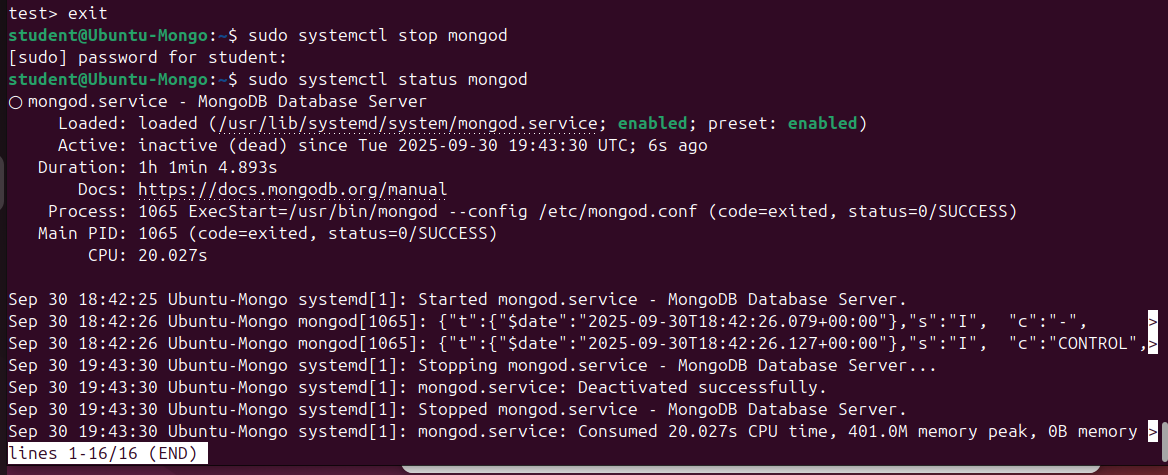 test> exit
student@Ubuntu-Mongo:~$ sudo systemctl stop mongod
[sudo] password for student:
student@Ubuntu-Mongo:~$ sudo systemctl status mongod
○ mongod.service - MongoDB Database Server
     Loaded: loaded (/usr/lib/systemd/system/mongod.service; enabled; preset: enabled)
     Active: inactive (dead) since Tue 2025-09-30 19:43:30 UTC; 6s ago
   Duration: 1h 1min 4.893s
       Docs: https://docs.mongodb.org/manual
    Process: 1065 ExecStart=/usr/bin/mongod --config /etc/mongod.conf (code=exited, status=0/SUCCESS)
   Main PID: 1065 (code=exited, status=0/SUCCESS)
        CPU: 20.027s

Sep 30 18:42:25 Ubuntu-Mongo systemd[1]: Started mongod.service - MongoDB Database Server.
Sep 30 18:42:26 Ubuntu-Mongo mongod[1065]: {"t":{"$date":"2025-09-30T18:42:26.079+00:00"},"s":"I",  "c":"-",      >
Sep 30 18:42:26 Ubuntu-Mongo mongod[1065]: {"t":{"$date":"2025-09-30T18:42:26.127+00:00"},"s":"I",  "c":"CONTROL",>
Sep 30 19:43:30 Ubuntu-Mongo systemd[1]: Stopping mongod.service - MongoDB Database Server...
Sep 30 19:43:30 Ubuntu-Mongo systemd[1]: mongod.service: Deactivated successfully.
Sep 30 19:43:30 Ubuntu-Mongo systemd[1]: Stopped mongod.service - MongoDB Database Server.
Sep 30 19:43:30 Ubuntu-Mongo systemd[1]: mongod.service: Consumed 20.027s CPU time, 401.0M memory peak, 0B memory >
lines 1-16/16 (END)